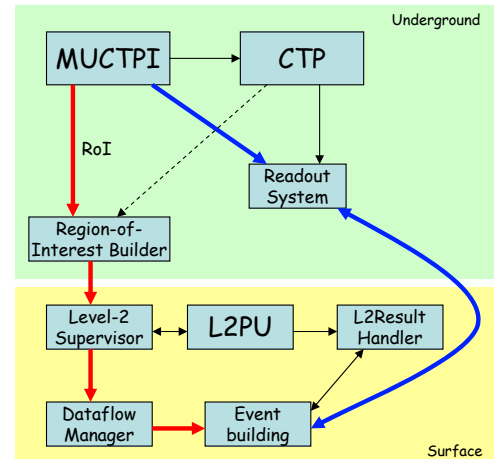 Underground
MUCTPI
CTP
RoI
Readout
System
Region-of-
Interest Builder
Level-2
Supervisor
L2PU
L2Result
Handler
Dataflow
Manager
Event
building
Surface